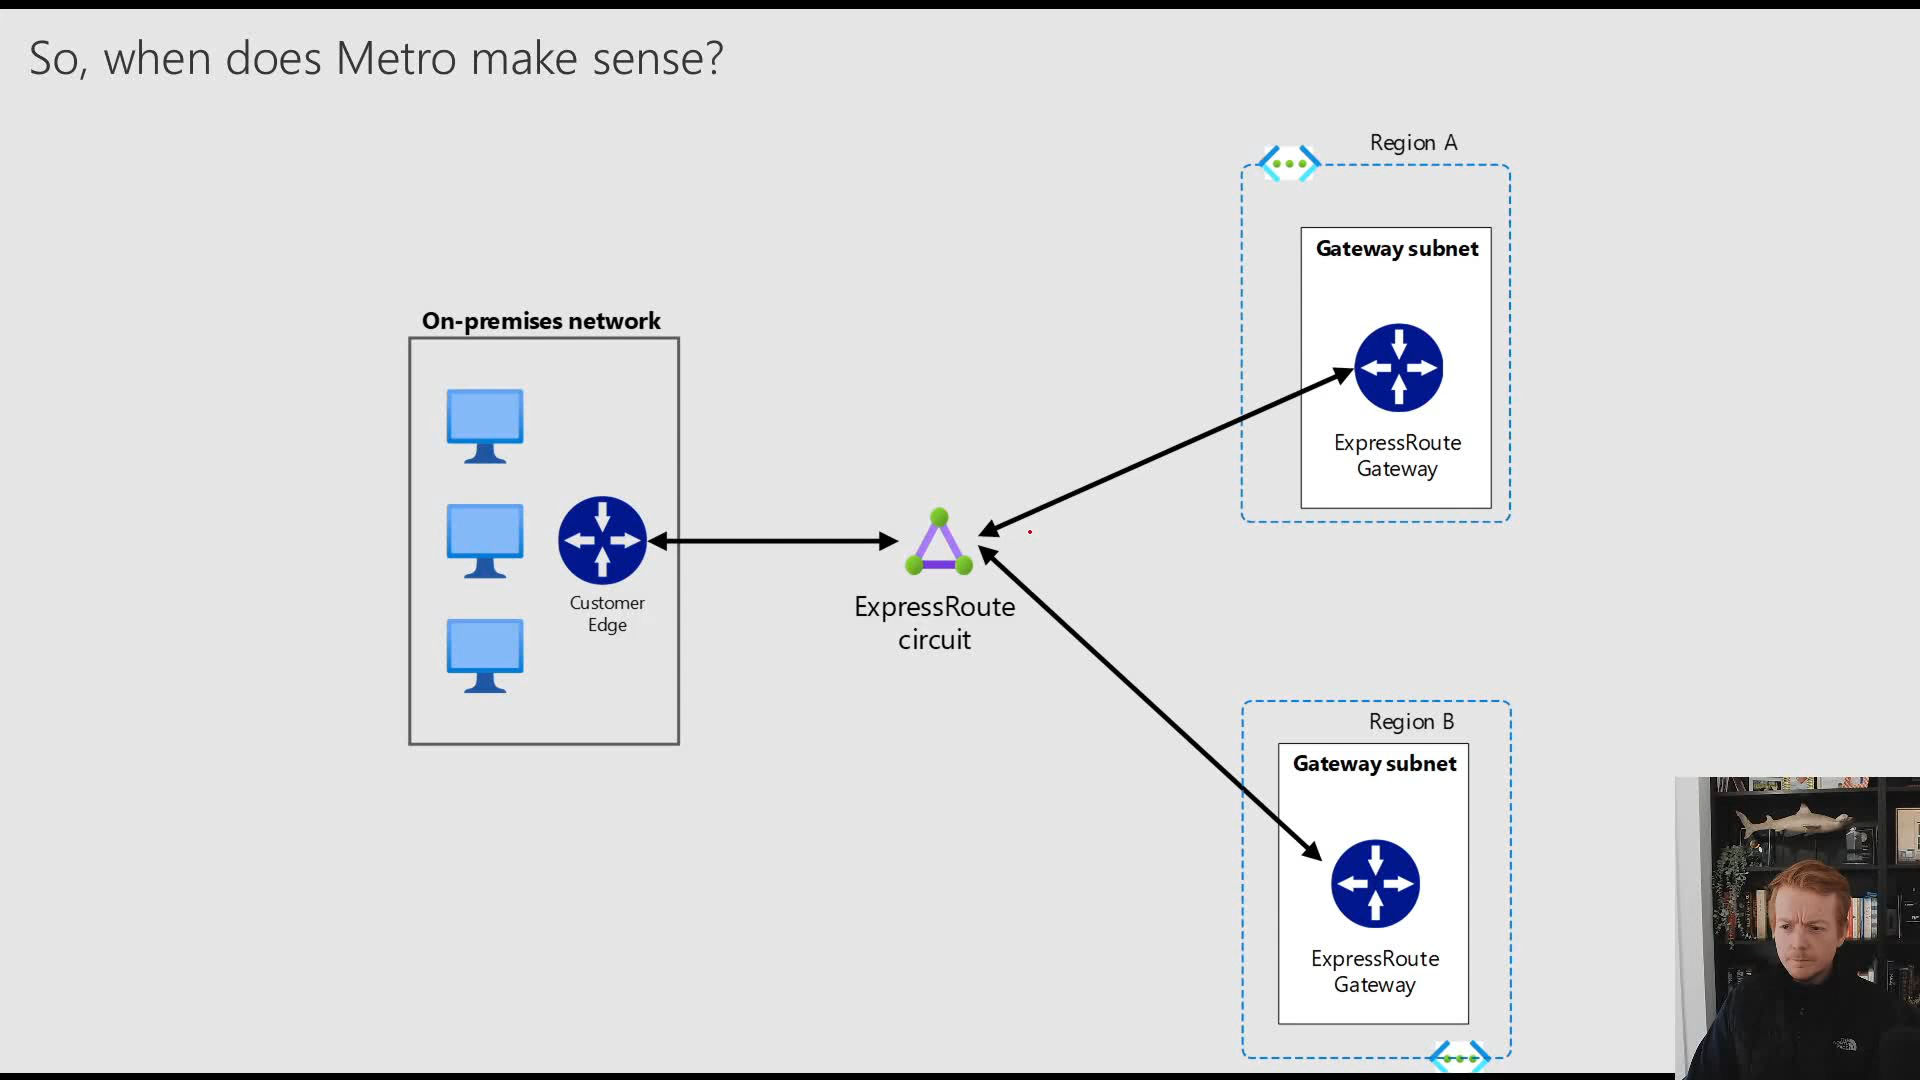 So, when does Metro make sense?
Region A
Gateway subnet
ExpressRoute
Gateway
On-premises network
Customer
Edge
ExpressRoute
circuit
Region B
Gateway subnet
ExpressRoute
Gateway